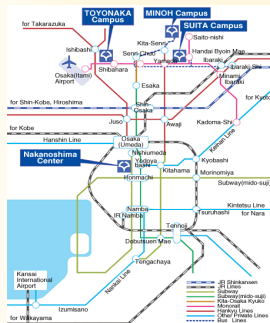 TOYONAKA
Campus
MINOH Campus
SUITA Campus
for Takarazuka
Saito-nishi
Ishibashi
Kita-Senri
Handai Byoin Mae
Senri Chuo
Yamada
Ibaraki
Ibaraki Shi
Osaka(Itami)
Airport
Shibahara
Minami
Ibaraki
Esaka
for Kyoto
for Shin-Kobe, Hiroshima
Shin-
Osaka
Juso
Awaji
Kadoma-Shi
for Kobe
Keihan Line
Hanshin Line
Osaka
(Umeda)
Nishiumeda
Kyobashi
Nakanoshima
Center
Yodoya
bashi
Kitahama
Morinomiya
Honmachi
Subway(mido-suji)
Namba
Kintetsu Line
JR Namba
Tsuruhashi
for Nara
Tennoji
Dobutsuen Mae
Kansai
International
Airport
Tengachaya
Nankai Line
Izumisano
for Wakayama
JR Shinkansen
JR Lines
Subway
Subway(mido-suji)
Kita-Osaka Kyuko
Monorail
Hankyu Lines
Other Private Lines
Bus Lines